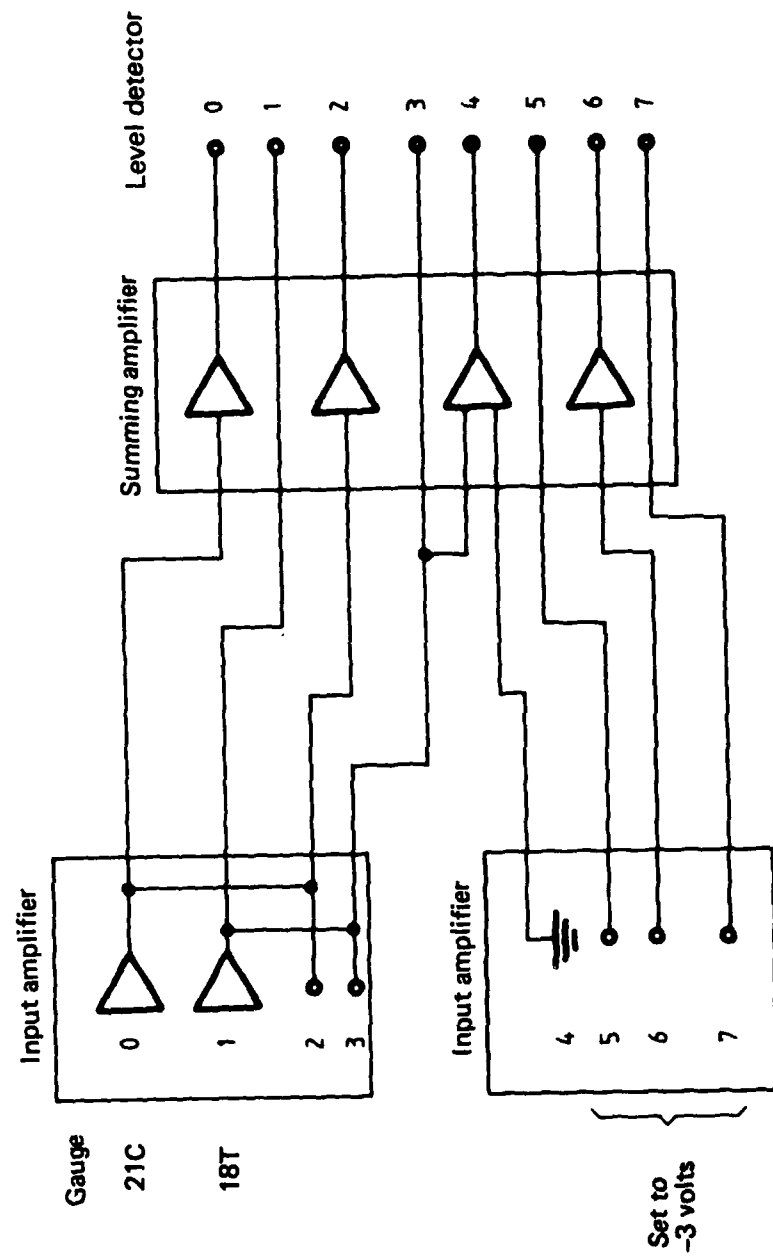 Gauge
21C
18T
Input amplifier
0
1
2
3
Input amplifier
4
5
6
7
Set to
-3 volts
Summing amplifier
Level detector
0
1
2
3
4
5
6
7